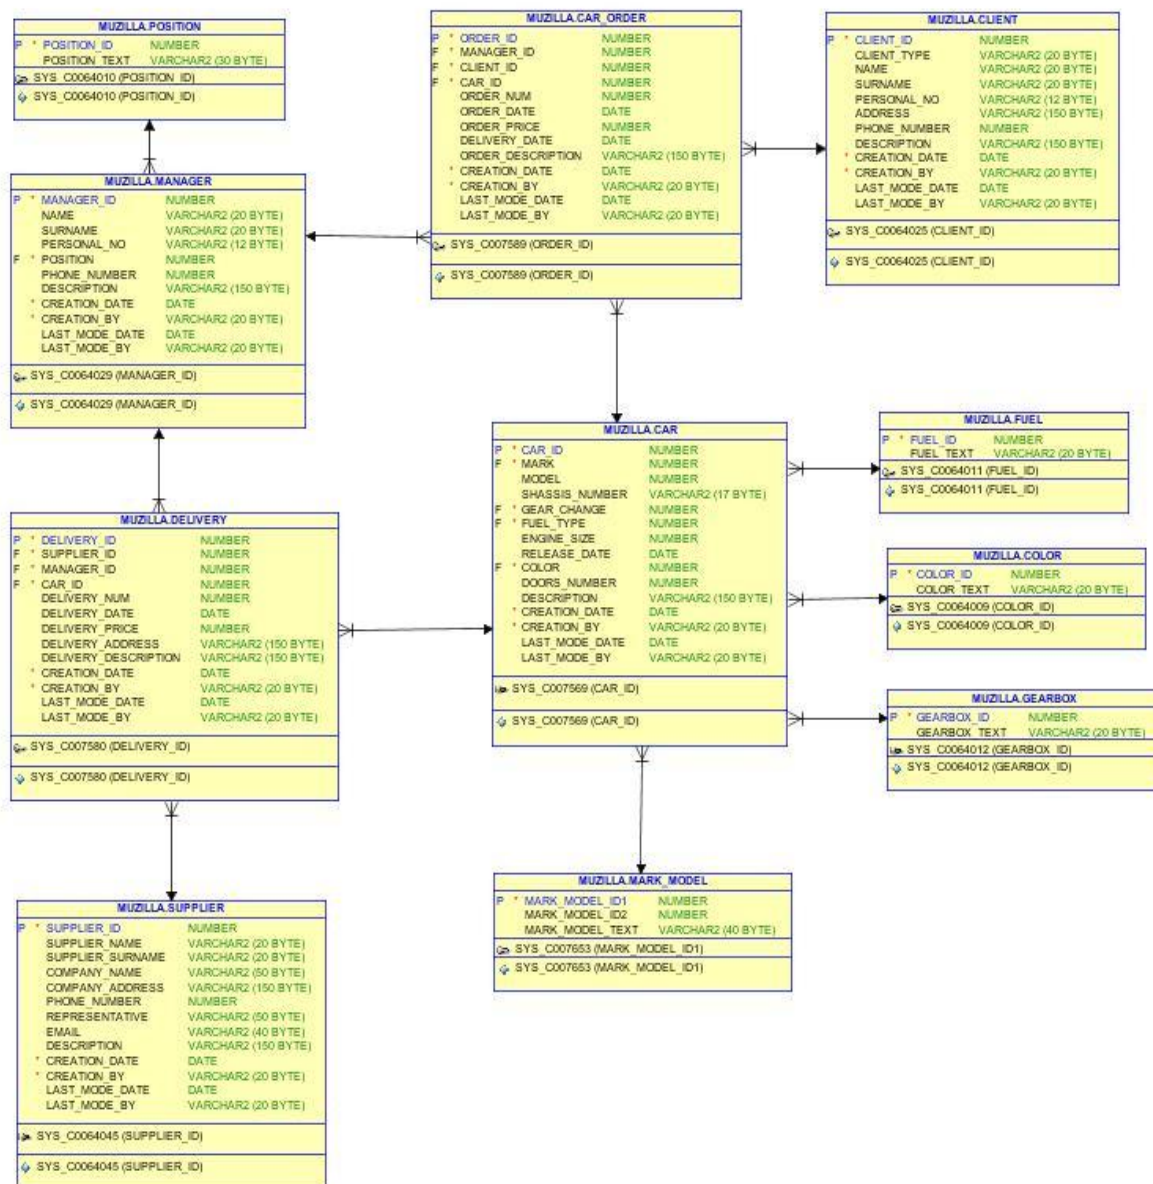 MUZILLA.POSITION
P * POSITION_ID NUMBER
POSITION_TEXT VARCHAR2 (30 BYTE)
SYS_C0064010 (POSITION_ID)
SYS_C0064010 (POSITION_ID)
MUZILLA.CAR_ORDER
P * ORDER_ID NUMBER
F * MANAGER_ID NUMBER
F * CLIENT_ID NUMBER
F * CAR_ID NUMBER
ORDER_NUM NUMBER
ORDER_DATE DATE
ORDER_PRICE NUMBER
DELIVERY_DATE DATE
ORDER_DESCRIPTION VARCHAR2 (150 BYTE)
* CREATION_DATE DATE
* CREATION_BY VARCHAR2 (20 BYTE)
LAST_MODE_DATE DATE
LAST_MODE_BY VARCHAR2 (20 BYTE)
SYS_C007589 (ORDER_ID)
SYS_C007589 (ORDER_ID)
MUZILLA.CLIENT
P * CLIENT_ID NUMBER
CLIENT_TYPE VARCHAR2 (20 BYTE)
NAME VARCHAR2 (20 BYTE)
SURNAME VARCHAR2 (20 BYTE)
PERSONAL_NO VARCHAR2 (12 BYTE)
ADDRESS VARCHAR2 (150 BYTE)
PHONE_NUMBER NUMBER
DESCRIPTION VARCHAR2 (150 BYTE)
* CREATION_DATE DATE
* CREATION_BY VARCHAR2 (20 BYTE)
LAST_MODE_DATE DATE
LAST_MODE_BY VARCHAR2 (20 BYTE)
SYS_C0064025 (CLIENT_ID)
SYS_C0064025 (CLIENT_ID)
MUZILLA.MANAGER
P * MANAGER_ID NUMBER
NAME VARCHAR2 (20 BYTE)
SURNAME VARCHAR2 (20 BYTE)
PERSONAL_NO VARCHAR2 (12 BYTE)
F * POSITION NUMBER
PHONE_NUMBER NUMBER
DESCRIPTION VARCHAR2 (150 BYTE)
* CREATION_DATE DATE
* CREATION_BY VARCHAR2 (20 BYTE)
LAST_MODE_DATE DATE
LAST_MODE_BY VARCHAR2 (20 BYTE)
SYS_C0064029 (MANAGER_ID)
SYS_C0064029 (MANAGER_ID)
MUZILLA.CAR
P * CAR_ID NUMBER
F * MARK NUMBER
MODEL NUMBER
SHASSIS_NUMBER VARCHAR2 (17 BYTE)
F * GEAR_CHANGE NUMBER
F * FUEL_TYPE NUMBER
ENGINE_SIZE NUMBER
RELEASE_DATE DATE
F * COLOR NUMBER
DOORS_NUMBER NUMBER
DESCRIPTION VARCHAR2 (150 BYTE)
* CREATION_DATE DATE
* CREATION_BY VARCHAR2 (20 BYTE)
LAST_MODE_DATE DATE
LAST_MODE_BY VARCHAR2 (20 BYTE)
SYS_C007569 (CAR_ID)
SYS_C007569 (CAR_ID)
MUZILLA.FUEL
P * FUEL_ID NUMBER
FUEL_TEXT VARCHAR2 (20 BYTE)
SYS_C0064011 (FUEL_ID)
SYS_C0064011 (FUEL_ID)
MUZILLA.DELIVERY
P * DELIVERY_ID NUMBER
F * SUPPLIER_ID NUMBER
F * MANAGER_ID NUMBER
F * CAR_ID NUMBER
DELIVERY_NUM NUMBER
DELIVERY_DATE DATE
DELIVERY_PRICE NUMBER
DELIVERY_ADDRESS VARCHAR2 (150 BYTE)
DELIVERY_DESCRIPTION VARCHAR2 (150 BYTE)
* CREATION_DATE DATE
* CREATION_BY VARCHAR2 (20 BYTE)
LAST_MODE_DATE DATE
LAST_MODE_BY VARCHAR2 (20 BYTE)
SYS_C007580 (DELIVERY_ID)
SYS_C007580 (DELIVERY_ID)
MUZILLA.COLOR
P * COLOR_ID NUMBER
COLOR_TEXT VARCHAR2 (20 BYTE)
SYS_C0064009 (COLOR_ID)
SYS_C0064009 (COLOR_ID)
MUZILLA.GEARBOX
P * GEARBOX_ID NUMBER
GEARBOX_TEXT VARCHAR2 (20 BYTE)
SYS_C0064012 (GEARBOX_ID)
SYS_C0064012 (GEARBOX_ID)
MUZILLA.MARK_MODEL
P * MARK_MODEL_ID1 NUMBER
MARK_MODEL_ID2 NUMBER
MARK_MODEL_TEXT VARCHAR2 (40 BYTE)
SYS_C007653 (MARK_MODEL_ID1)
SYS_C007653 (MARK_MODEL_ID1)
MUZILLA.SUPPLIER
P * SUPPLIER_ID NUMBER
SUPPLIER_NAME VARCHAR2 (20 BYTE)
SUPPLIER_SURNAME VARCHAR2 (20 BYTE)
COMPANY_NAME VARCHAR2 (50 BYTE)
COMPANY_ADDRESS VARCHAR2 (150 BYTE)
PHONE_NUMBER NUMBER
REPRESENTATIVE VARCHAR2 (50 BYTE)
EMAIL VARCHAR2 (40 BYTE)
DESCRIPTION VARCHAR2 (150 BYTE)
* CREATION_DATE DATE
* CREATION_BY VARCHAR2 (20 BYTE)
LAST_MODE_DATE DATE
LAST_MODE_BY VARCHAR2 (20 BYTE)
SYS_C0064045 (SUPPLIER_ID)
SYS_C0064045 (SUPPLIER_ID)